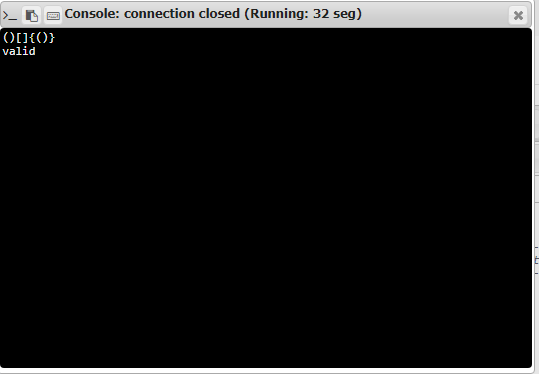 >_ Console: connection closed (Running: 32 seg)
()[]{()}
valid